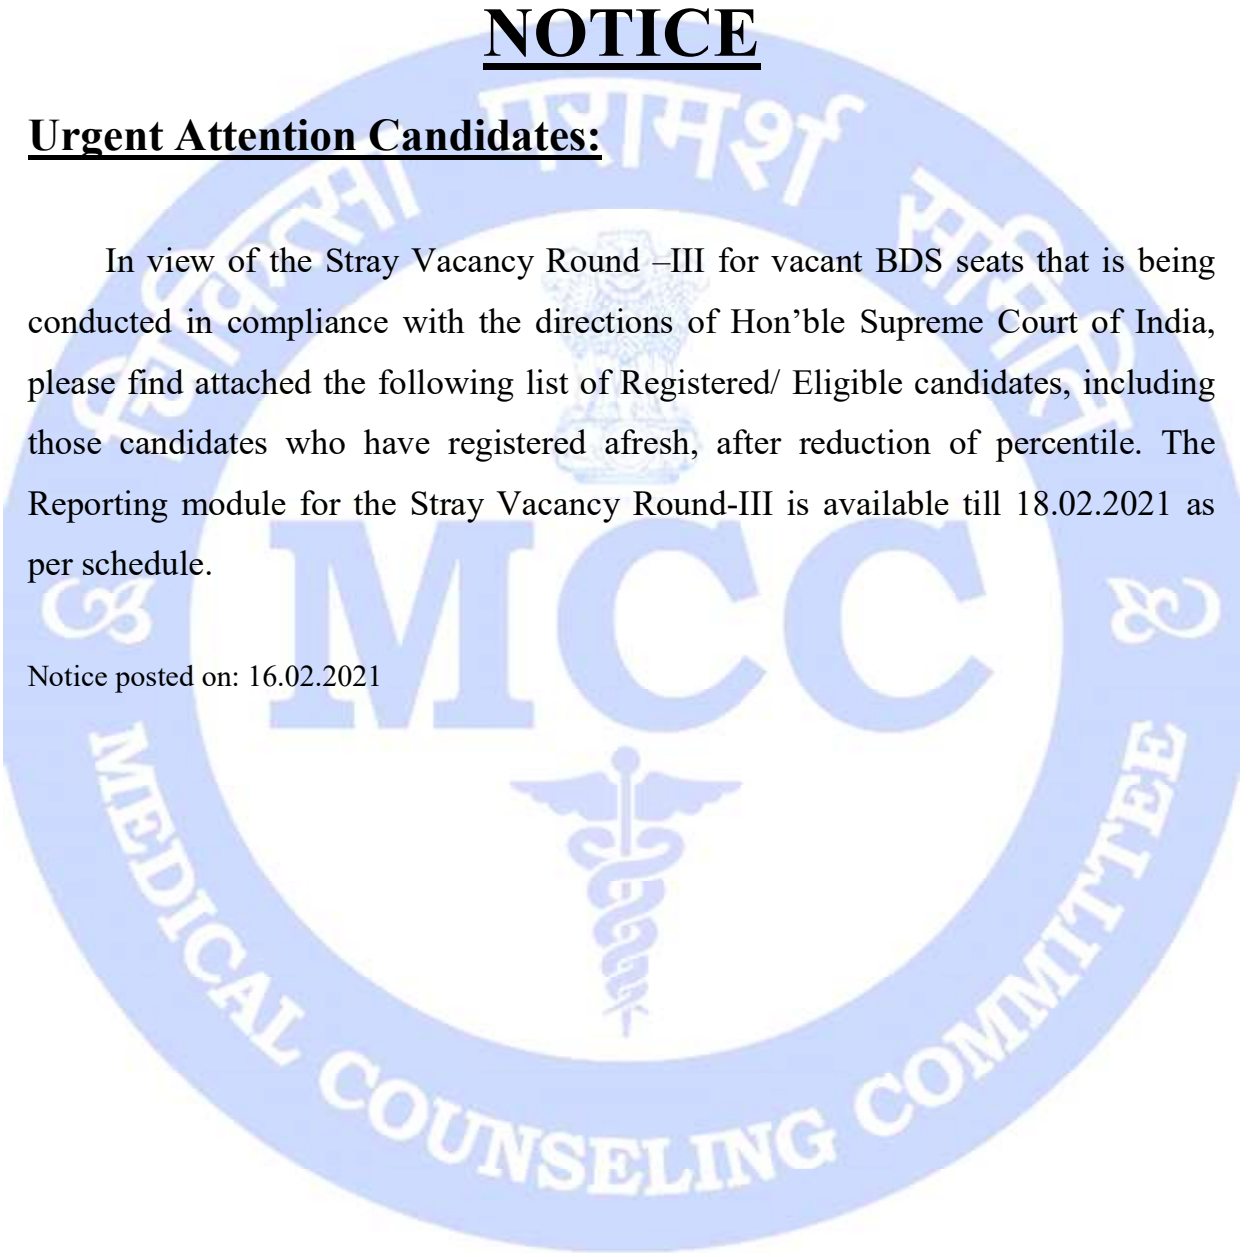 NOTICE
Urgent Attention Candidates:
In view of the Stray Vacancy Round –III for vacant BDS seats that is being
conducted in compliance with the directions of Hon’ble Supreme Court of India,
please find attached the following list of Registered/ Eligible candidates, including
those candidates who have registered afresh, after reduction of percentile. The
Reporting module for the Stray Vacancy Round-III is available till 18.02.2021 as
per schedule.
Notice posted on: 16.02.2021
चिकित्सा परामर्श समिति
MCC
MEDICAL COUNSELING COMMITTEE